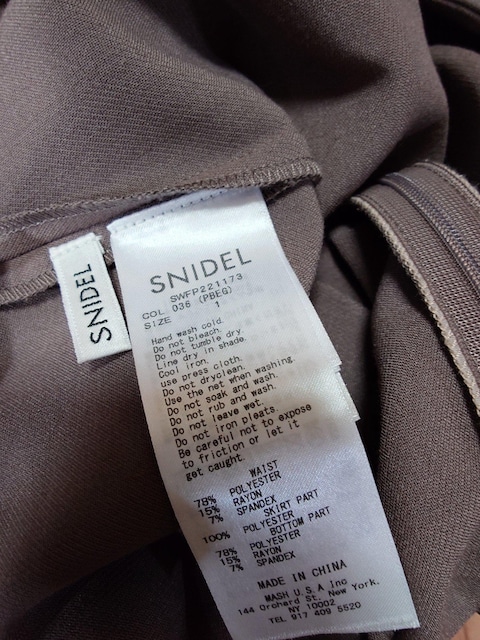 SNIDEL
SNIDEL
SWFP221173
COL 036 (PBEG)
SIZE 1
Hand wash cold.
Do not bleach.
Do not tumble dry.
Line dry in shade.
Cool iron.
use press cloth.
Do not dryclean.
Use the net when washing.
Do not soak and wash.
Do not rub and wash.
Do not leave wet.
Do not iron pleats.
Be careful not to expose
to friction or let it
get caught.
WAIST
78% POLYESTER
15% RAYON
7% SPANDEX
SKIRT PART
100% POLYESTER
BOTTOM PART
78% POLYESTER
15% RAYON
7% SPANDEX
MADE IN CHINA
MASH U.S.A Inc
144 Orchard St. New York.
NY 10002
TEL 917 409 5520